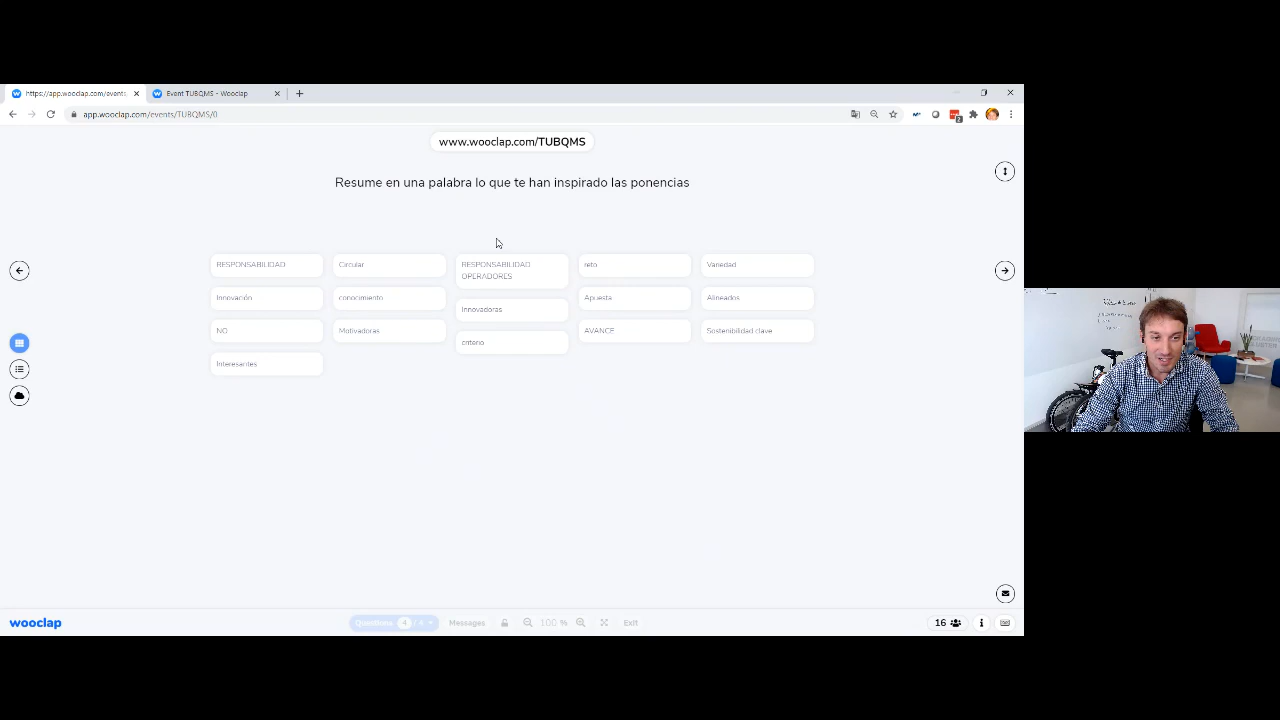 https://app.wooclap.com/events
Event TUBQMS - Wooclap
app.wooclap.com/events/TUBQMS/0
www.wooclap.com/TUBQMS
Resume en una palabra lo que te han inspirado las ponencias
RESPONSABILIDAD
Circular
RESPONSABILIDAD
OPERADORES
reto
Variedad
Innovación
conocimiento
Innovadoras
Apuesta
Alineados
NO
Motivadoras
criterio
AVANCE
Sostenibilidad clave
Interesantes
wooclap
Questions 4 / 4
Messages
100 %
Exit
16